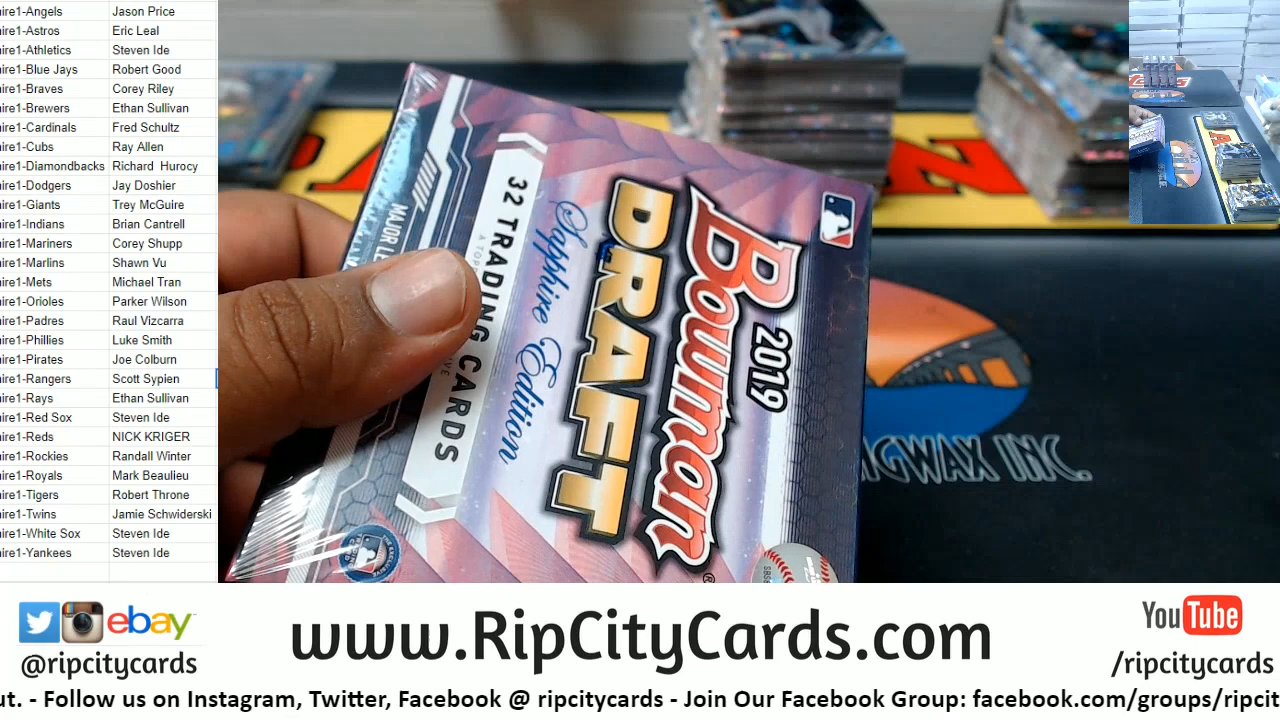 ire1-Angels Jason Price
ire1-Astros Eric Leal
ire1-Athletics Steven Ide
ire1-Blue Jays Robert Good
ire1-Braves Corey Riley
ire1-Brewers Ethan Sullivan
ire1-Cardinals Fred Schultz
ire1-Cubs Ray Allen
ire1-Diamondbacks Richard Hurocy
ire1-Dodgers Jay Doshier
ire1-Giants Trey McGuire
ire1-Indians Brian Cantrell
ire1-Mariners Corey Shupp
ire1-Marlins Shawn Vu
ire1-Mets Michael Tran
ire1-Orioles Parker Wilson
ire1-Padres Raul Vizcarra
ire1-Phillies Luke Smith
ire1-Pirates Joe Colburn
ire1-Rangers Scott Sypien
ire1-Rays Ethan Sullivan
ire1-Red Sox Steven Ide
ire1-Reds NICK KRIGER
ire1-Rockies Randall Winter
ire1-Royals Mark Beaulieu
ire1-Tigers Robert Throne
ire1-Twins Jamie Schwiderski
ire1-White Sox Steven Ide
ire1-Yankees Steven Ide
2019
Bowman
DRAFT
Sapphire Edition
32 TRADING CARDS
MAJOR LE
NGWAX INC.
ebay
@ripcitycards
www.RipCityCards.com
YouTube
/ripcitycards
ut. - Follow us on Instagram, Twitter, Facebook @ ripcitycards - Join Our Facebook Group: facebook.com/groups/ripcit